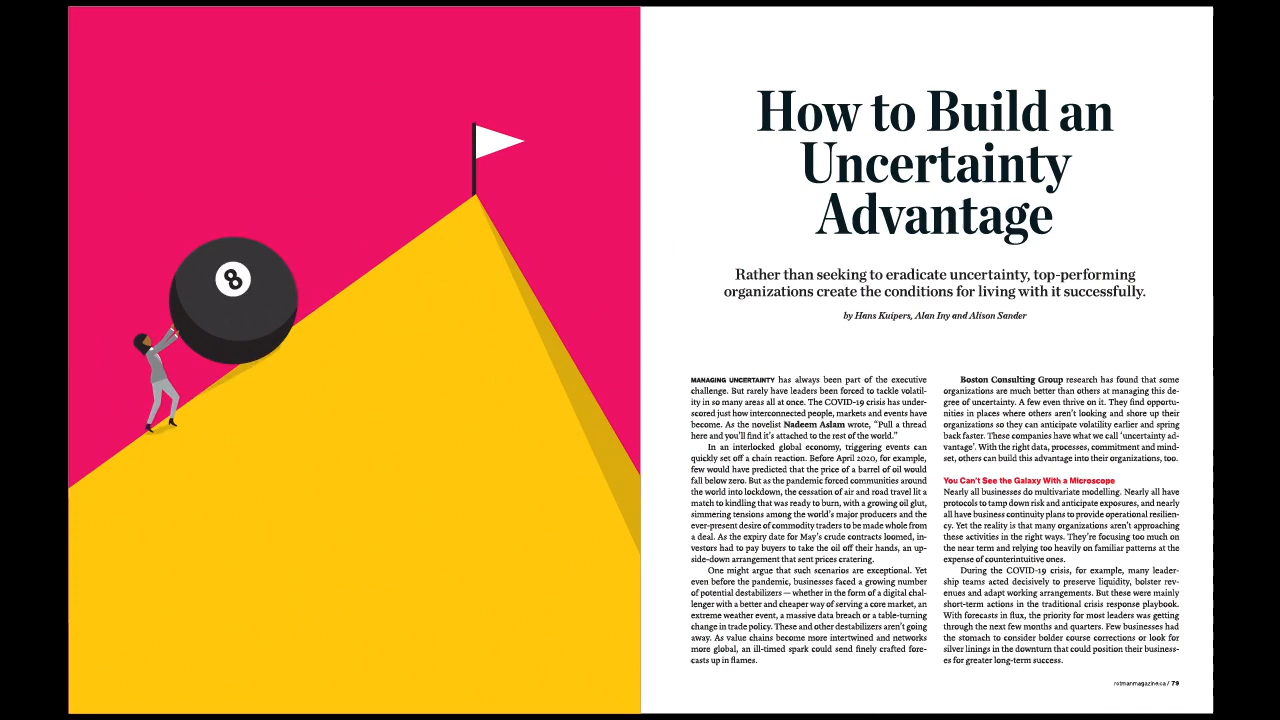 8
How to Build an
Uncertainty
Advantage
Rather than seeking to eradicate uncertainty, top-performing
organizations create the conditions for living with it successfully.
by Hans Kuipers, Alan Iny and Alison Sander
MANAGING UNCERTAINTY has always been part of the executive
challenge. But rarely have leaders been forced to tackle volatil-
ity in so many areas all at once. The COVID-19 crisis has under-
scored just how interconnected people, markets and events have
become. As the novelist Nadeem Aslam wrote, “Pull a thread
here and you’ll find it’s attached to the rest of the world.”
In an interlocked global economy, triggering events can
quickly set off a chain reaction. Before April 2020, for example,
few would have predicted that the price of a barrel of oil would
fall below zero. But as the pandemic forced communities around
the world into lockdown, the cessation of air and road travel lit a
match to kindling that was ready to burn, with a growing oil glut,
simmering tensions among the world’s major producers and the
ever-present desire of commodity traders to be made whole from
a deal. As the expiry date for May’s crude contracts loomed, in-
vestors had to pay buyers to take the oil off their hands, an up-
side-down arrangement that sent prices cratering.
One might argue that such scenarios are exceptional. Yet
even before the pandemic, businesses faced a growing number
of potential destabilizers — whether in the form of a digital chal-
lenger with a better and cheaper way of serving a core market, an
extreme weather event, a massive data breach or a table-turning
change in trade policy. These and other destabilizers aren’t going
away. As value chains become more intertwined and networks
more global, an ill-timed spark could send finely crafted fore-
casts up in flames.
Boston Consulting Group research has found that some
organizations are much better than others at managing this de-
gree of uncertainty. A few even thrive on it. They find opportu-
nities in places where others aren’t looking and shore up their
organizations so they can anticipate volatility earlier and spring
back faster. These companies have what we call ‘uncertainty ad-
vantage’. With the right data, processes, commitment and mind-
set, others can build this advantage into their organizations, too.
You Can’t See the Galaxy With a Microscope
Nearly all businesses do multivariate modelling. Nearly all have
protocols to tamp down risk and anticipate exposures, and nearly
all have business continuity plans to provide operational resilien-
cy. Yet the reality is that many organizations aren’t approaching
these activities in the right ways. They’re focusing too much on
the near term and relying too heavily on familiar patterns at the
expense of counterintuitive ones.
During the COVID-19 crisis, for example, many leader-
ship teams acted decisively to preserve liquidity, bolster rev-
enues and adapt working arrangements. But these were mainly
short-term actions in the traditional crisis response playbook.
With forecasts in flux, the priority for most leaders was getting
through the next few months and quarters. Few businesses had
the stomach to consider bolder course corrections or look for
silver linings in the downturn that could position their business-
es for greater long-term success.
rotmanmagazine.ca / 79